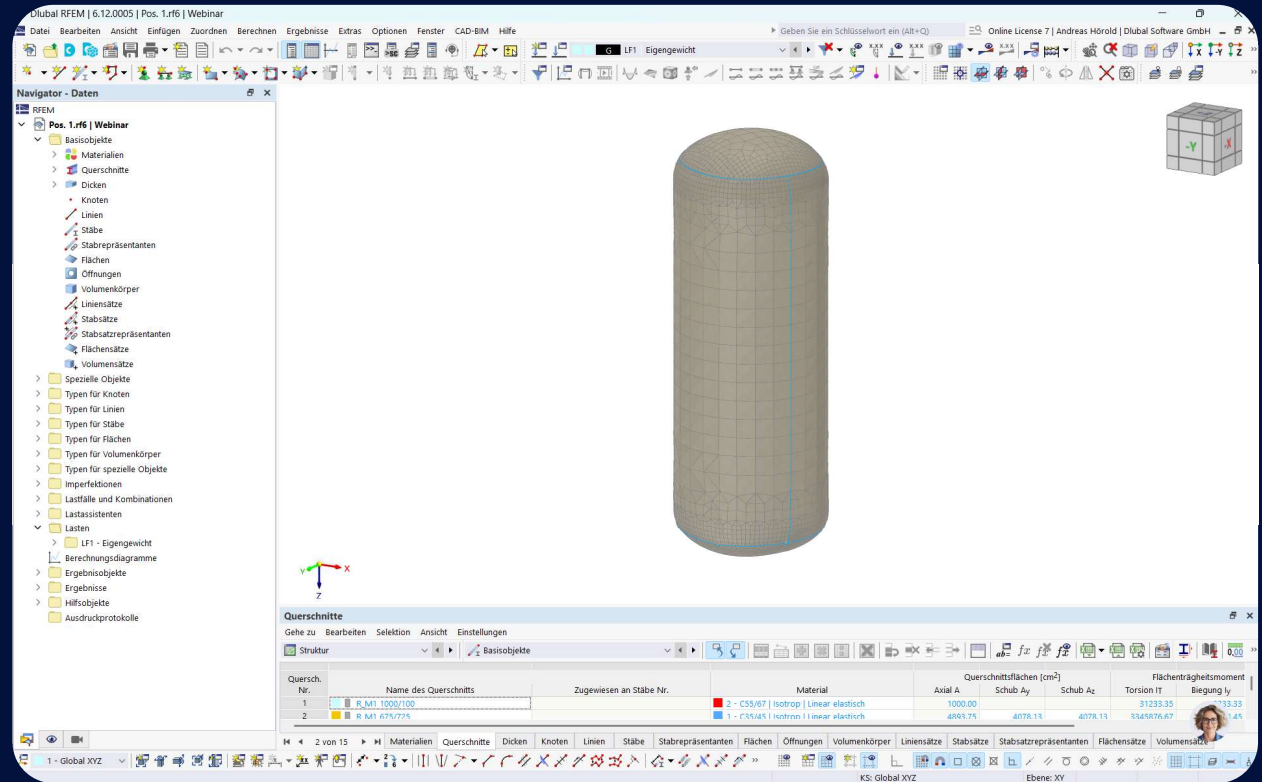 Dlubal RFEM | 6.12.0005 | Pos. 1.rf6 | Webinar
Datei Bearbeiten Ansicht Einfügen Zuordnen Berechnen Ergebnisse Extras Optionen Fenster CAD-BIM Hilfe
Geben Sie ein Schlüsselwort ein (Alt+Q)
Online License 7 | Andreas Hörold | Dlubal Software GmbH
G LF1 Eigengewicht
Navigator - Daten
RFEM
Pos. 1.rf6 | Webinar
Basisobjekte
Materialien
Querschnitte
Dicken
Knoten
Linien
Stäbe
Stabrepräsentanten
Flächen
Öffnungen
Volumenkörper
Liniensätze
Stabsätze
Stabsatzrepräsentanten
Flächensätze
Volumensätze
Spezielle Objekte
Typen für Knoten
Typen für Linien
Typen für Stäbe
Typen für Flächen
Typen für Volumenkörper
Typen für spezielle Objekte
Imperfektionen
Lastfälle und Kombinationen
Lastassistenten
Lasten
LF1 - Eigengewicht
Berechnungsdiagramme
Ergebnisobjekte
Ergebnisse
Hilfsobjekte
Ausdruckprotokolle
-Y
-X
Y X
Z
Querschnitte
Gehe zu Bearbeiten Selektion Ansicht Einstellungen
Struktur Basisobjekte
Quersch. Querschnittsflächen [cm²] Flächenträgheitsmoment
Nr. Name des Querschnitts Zugewiesen an Stäbe Nr. Material Axial A Schub Ay Schub Az Torsion IT Biegung Iy
1 R_M1 1000/100 2 - C55/67 | Isotrop | Linear elastisch 1000.00 31233.35
2 R_M1 675/725 1 - C35/45 | Isotrop | Linear elastisch 4893.75 4078.13 4078.13 3345876.67
2 von 15 Materialien Querschnitte Dicken Knoten Linien Stäbe Stabrepräsentanten Flächen Öffnungen Volumenkörper Liniensätze Stabsätze Stabsatzrepräsentanten Flächensätze Volumensätze
1 - Global XYZ
KS: Global XYZ Ebene: XY